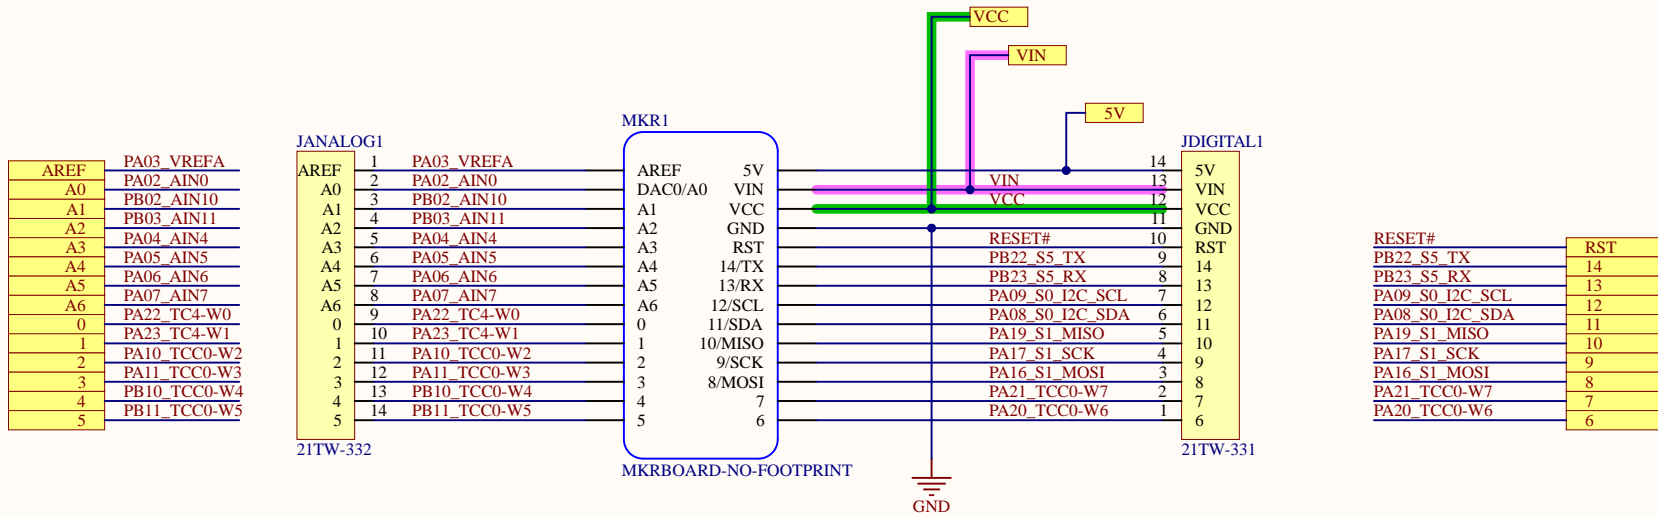 VCC
VIN
5V
MKR1
JANALOG1
JDIGITAL1
AREF PA03_VREFA AREF 1 PA03_VREFA AREF 5V 14 5V
A0 PA02_AIN0 A0 2 PA02_AIN0 DAC0/A0 VIN VIN 13 VIN
A1 PB02_AIN10 A1 3 PB02_AIN10 A1 VCC VCC 12 VCC
A2 PB03_AIN11 A2 4 PB03_AIN11 A2 GND 11 GND
A3 PA04_AIN4 A3 5 PA04_AIN4 A3 RST RESET# 10 RST RESET# RST
A4 PA05_AIN5 A4 6 PA05_AIN5 A4 14/TX PB22_S5_TX 9 14 PB22_S5_TX 14
A5 PA06_AIN6 A5 7 PA06_AIN6 A5 13/RX PB23_S5_RX 8 13 PB23_S5_RX 13
A6 PA07_AIN7 A6 8 PA07_AIN7 A6 12/SCL PA09_S0_I2C_SCL 7 12 PA09_S0_I2C_SCL 12
0 PA22_TC4-W0 0 9 PA22_TC4-W0 0 11/SDA PA08_S0_I2C_SDA 6 11 PA08_S0_I2C_SDA 11
1 PA23_TC4-W1 1 10 PA23_TC4-W1 1 10/MISO PA19_S1_MISO 5 10 PA19_S1_MISO 10
2 PA10_TCC0-W2 2 11 PA10_TCC0-W2 2 9/SCK PA17_S1_SCK 4 9 PA17_S1_SCK 9
3 PA11_TCC0-W3 3 12 PA11_TCC0-W3 3 8/MOSI PA16_S1_MOSI 3 8 PA16_S1_MOSI 8
4 PB10_TCC0-W4 4 13 PB10_TCC0-W4 4 7 PA21_TCC0-W7 2 7 PA21_TCC0-W7 7
5 PB11_TCC0-W5 5 14 PB11_TCC0-W5 5 6 PA20_TCC0-W6 1 6 PA20_TCC0-W6 6
21TW-332
21TW-331
MKRBOARD-NO-FOOTPRINT
GND